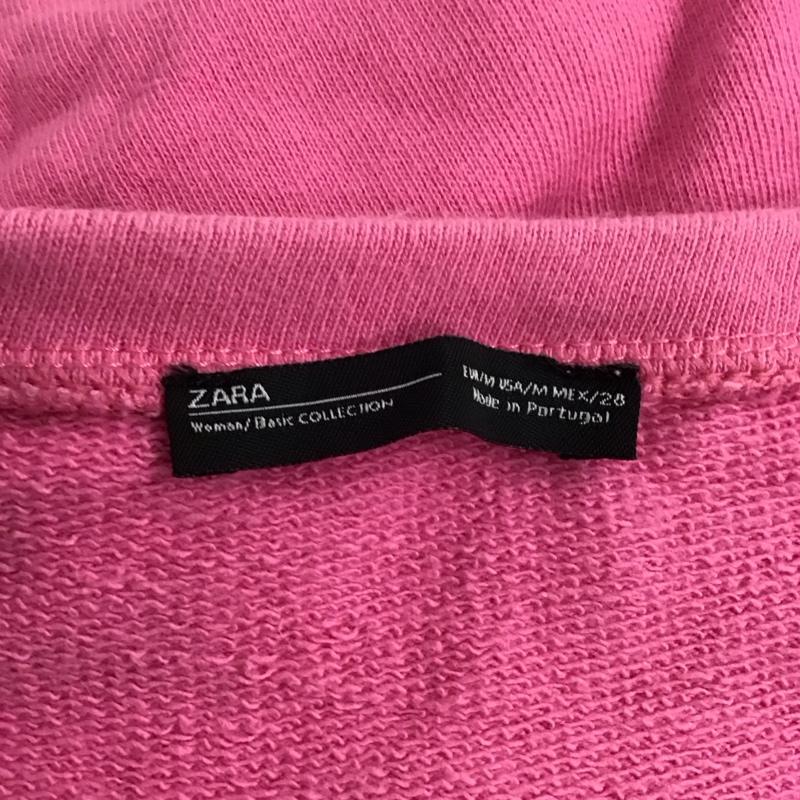 ZARA
Woman/Basic COLLECTION
EUR/M USA/M MEX/28
Made in Portugal